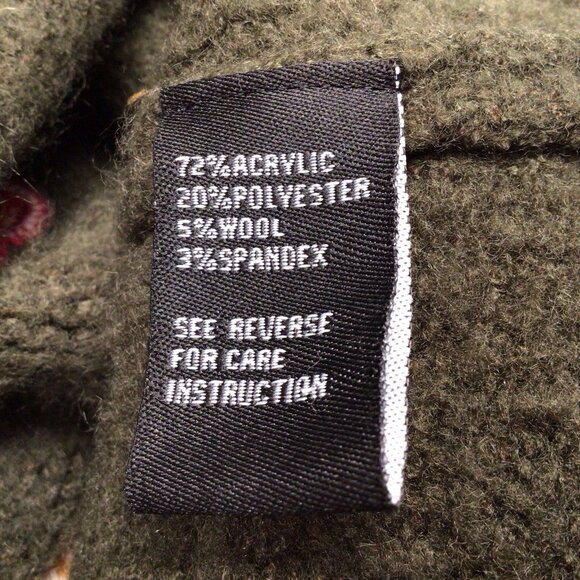 72%ACRYLIC
20%POLYESTER
5%WOOL
3%SPANDEX
SEE REVERSE
FOR CARE
INSTRUCTION